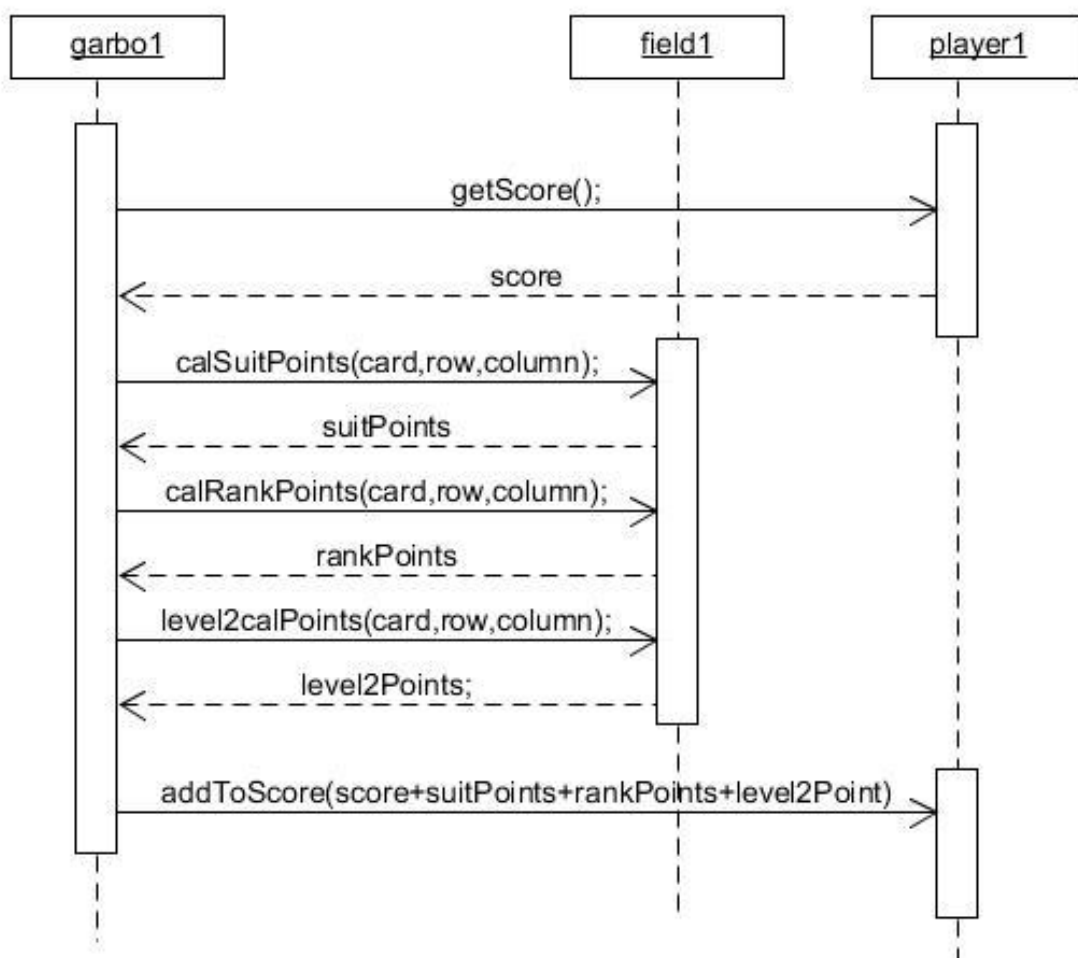 garbo1
field1
player1
getScore();
score
calSuitPoints(card,row,column);
suitPoints
calRankPoints(card,row,column);
rankPoints
level2calPoints(card,row,column);
level2Points;
addToScore(score+suitPoints+rankPoints+level2Point)